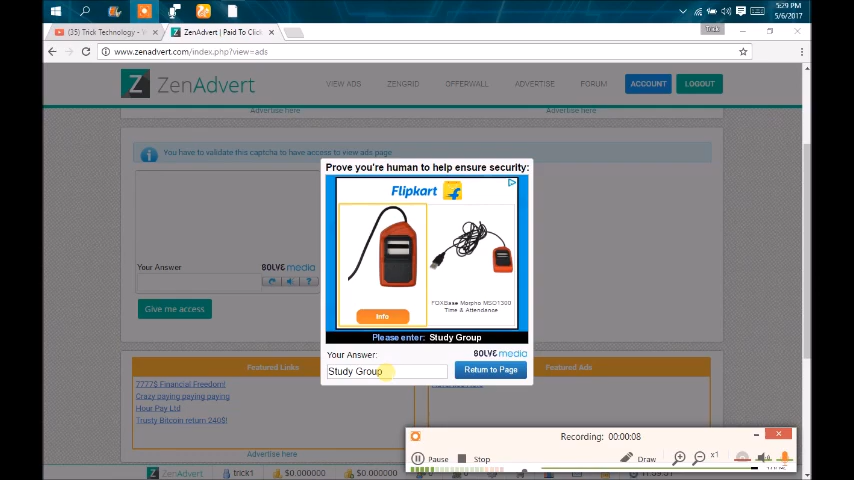 5:29 PM
5/6/2017
(35) Trick Technology - Y
ZenAdvert | Paid To Click
Trick
www.zenadvert.com/index.php?view=ads
ZenAdvert
VIEW ADS
ZENGRID
OFFERWALL
ADVERTISE
FORUM
ACCOUNT
LOGOUT
Advertise here
Advertise here
You have to validate this captcha to have access to view ads page
Prove you're human to help ensure security:
Flipkart
Info
FOXBase Morpho MSO1300
Time & Attendance
Please enter: Study Group
Your Answer:
SOLVE media
Study Group
Return to Page
Your Answer
SOLVE media
?
Give me access
Featured Links
Featured Ads
7777$ Financial Freedom!
Crazy paying paying paying
Hour Pay Ltd
Trusty Bitcoin return 240$!
Advertise here
Recording: 00:00:08
Pause
Stop
Draw
x1
ZenAdvert
trick1
$0.000000
$0.000000